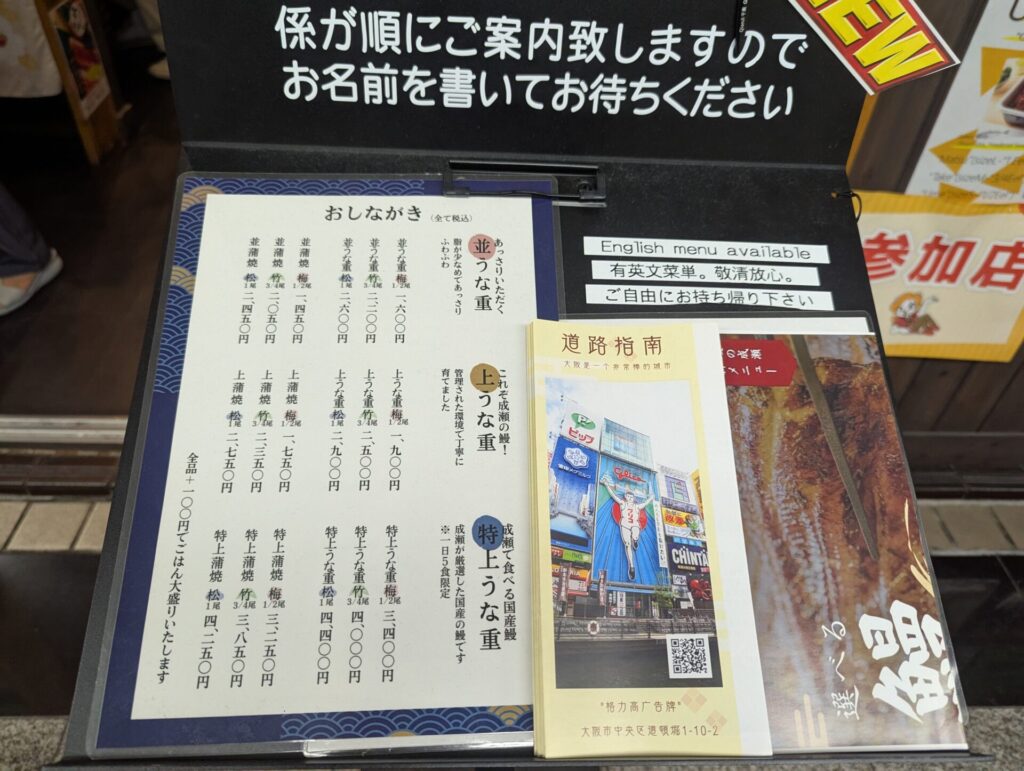 係が順にご案内致しますので
お名前を書いてお待ちください
NEW
おしながき (全て税込)
並うな重
あっさりいただく
脂が少なめであっさり
ふわふわ
並うな重 梅 1/2尾 一、六〇〇円
並うな重 竹 3/4尾 二、二〇〇円
並うな重 松 1尾 二、六〇〇円
並蒲焼 梅 1/2尾 一、四五〇円
並蒲焼 竹 3/4尾 二、〇五〇円
並蒲焼 松 1尾 二、四五〇円
上うな重
これぞ成瀬の鰻!
管理された環境で丁寧に
育てました
上うな重 梅 1/2尾 一、九〇〇円
上うな重 竹 3/4尾 二、五〇〇円
上うな重 松 1尾 二、九〇〇円
上蒲焼 梅 1/2尾 一、七五〇円
上蒲焼 竹 3/4尾 二、三五〇円
上蒲焼 松 1尾 二、七五〇円
特上うな重
成瀬で食べる国産鰻
成瀬が厳選した国産の鰻です
※一日5食限定
特上うな重 梅 1/2尾 三、四〇〇円
特上うな重 竹 3/4尾 四、〇〇〇円
特上うな重 松 1尾 四、四〇〇円
特上蒲焼 梅 1/2尾 三、二五〇円
特上蒲焼 竹 3/4尾 三、八五〇円
特上蒲焼 松 1尾 四、二五〇円
全品+一〇〇円でごはん大盛りいたします
English menu available
有英文菜単。敬清放心。
ご自由にお持ち帰り下さい
道路指南
大阪是一个非常棒的城市
ピップ
グリコ
CHINTAI
"格力高广告牌"
大阪市中央区道頓堀1-10-2
の成瀬
メニュー
選べる
鰻
参加店